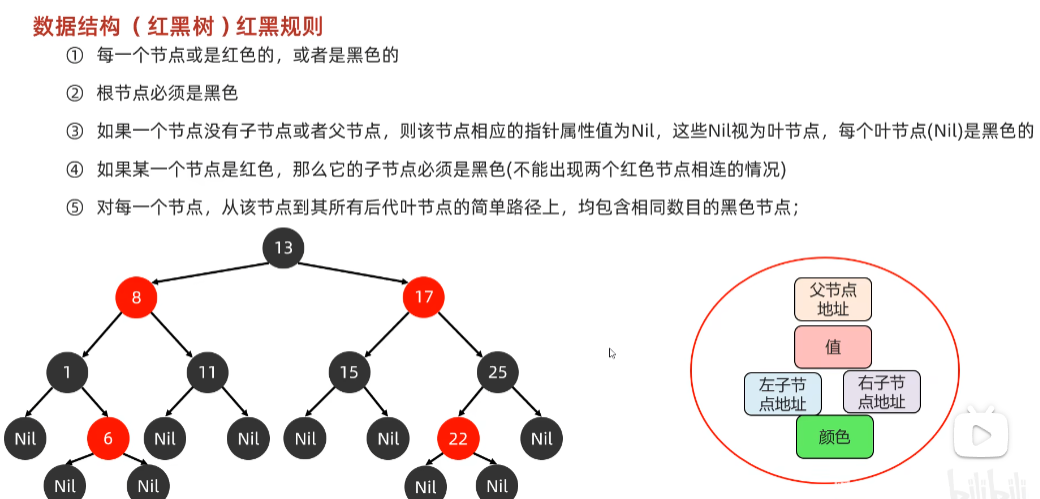 数据结构（红黑树）红黑规则
① 每一个节点或是红色的，或者是黑色的
② 根节点必须是黑色
③ 如果一个节点没有子节点或者父节点，则该节点相应的指针属性值为Nil，这些Nil视为叶节点，每个叶节点(Nil)是黑色的
④ 如果某一个节点是红色，那么它的子节点必须是黑色(不能出现两个红色节点相连的情况)
⑤ 对每一个节点，从该节点到其所有后代叶节点的简单路径上，均包含相同数目的黑色节点；
13
8 17
1 11 15 25
Nil 6 Nil Nil Nil Nil 22 Nil
Nil Nil Nil Nil
父节点
地址
值
左子节
点地址
右子节
点地址
颜色
bilibili